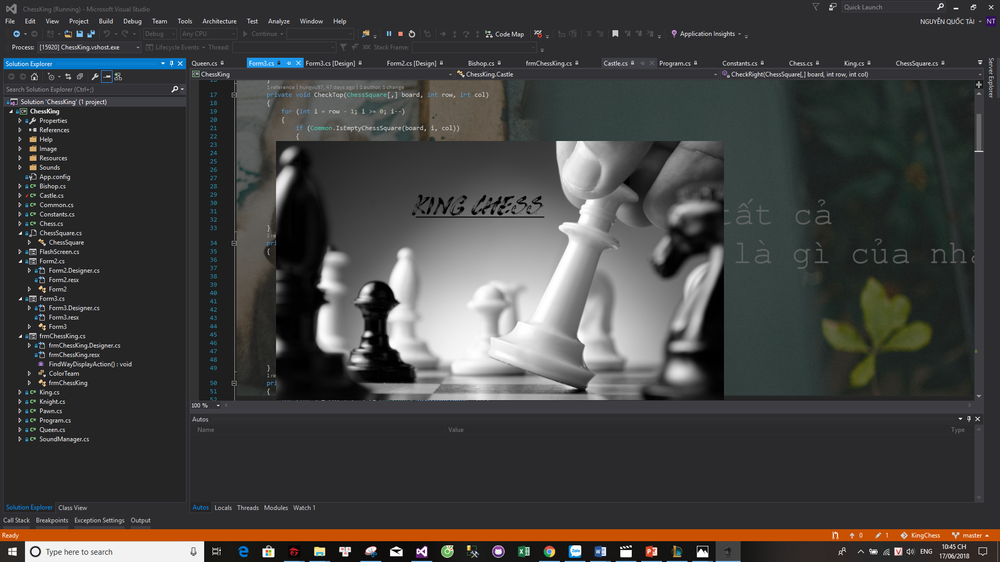 ChessKing (Running) - Microsoft Visual Studio
Quick Launch
File Edit View Project Build Debug Team Tools Architecture Test Analyze Window Help
NGUYỄN QUỐC TÀI NT
Debug Any CPU Continue Code Map Application Insights
Process: [15920] ChessKing.vshost.exe Lifecycle Events Thread: Stack Frame:
Solution Explorer
Search Solution Explorer (Ctrl+;)
Solution 'ChessKing' (1 project)
ChessKing
Properties
References
Help
Image
Resources
Sounds
App.config
Bishop.cs
Castle.cs
Common.cs
Constants.cs
Chess.cs
ChessSquare.cs
ChessSquare
FlashScreen.cs
Form2.cs
Form2.Designer.cs
Form2.resx
Form2
Form3.cs
Form3.Designer.cs
Form3.resx
Form3
frmChessKing.cs
frmChessKing.Designer.cs
frmChessKing.resx
FindWayDisplayAction() : void
ColorTeam
frmChessKing
King.cs
Knight.cs
Pawn.cs
Program.cs
Queen.cs
SoundManager.cs
Solution Explorer Class View
Queen.cs Form3.cs Form3.cs [Design] Form2.cs [Design] Bishop.cs frmChessKing.cs Castle.cs Program.cs Constants.cs Chess.cs King.cs ChessSquare.cs
Server Explorer
ChessKing ChessKing.Castle CheckRight(ChessSquare[,] board, int row, int col)
16 }
1 reference | hungvu97, 47 days ago | 1 author, 1 change
17 private void CheckTop(ChessSquare[,] board, int row, int col)
18 {
19 for (int i = row - 1; i >= 0; i--)
20 {
21 if (Common.IsEmptyChessSquare(board, i, col))
22 {
23
24
25
26
27
28
29
30
31
32
33 }
1 re
34 pri
35 {
36
37
38
39
40
41
42
43
44
45
46
47
48
49 }
1 re
50 pri
51 {
52
KING CHESS
tất cả
là gì của nhа
100 %
Autos
Name Value Type
Autos Locals Threads Modules Watch 1
Call Stack Breakpoints Exception Settings Output
Ready 0 1 KingChess master
Type here to search
Zalo
ENG
10:45 CH
17/06/2018